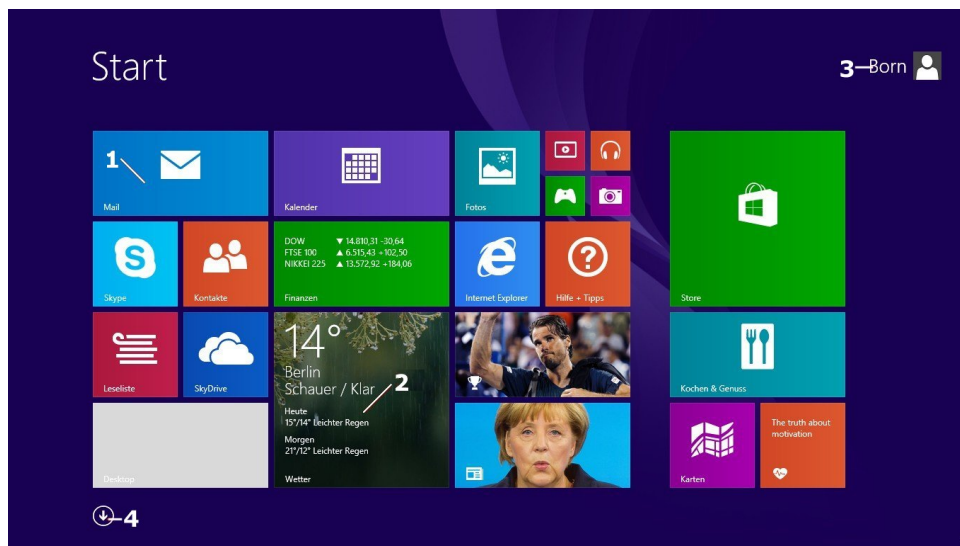 Start
3 Born
1
Mail
Kalender
Fotos
Skype
Kontakte
DOW ▼ 14.810,31 -30,64
FTSE 100 ▲ 6.515,43 +102,50
NIKKEI 225 ▲ 13.572,92 +184,06
Finanzen
Internet Explorer
Hilfe + Tipps
Store
Leseliste
SkyDrive
14°
Berlin
Schauer / Klar
2
Heute
15°/14° Leichter Regen
Morgen
21°/12° Leichter Regen
Wetter
Kochen & Genuss
Desktop
Karten
The truth about
motivation
4